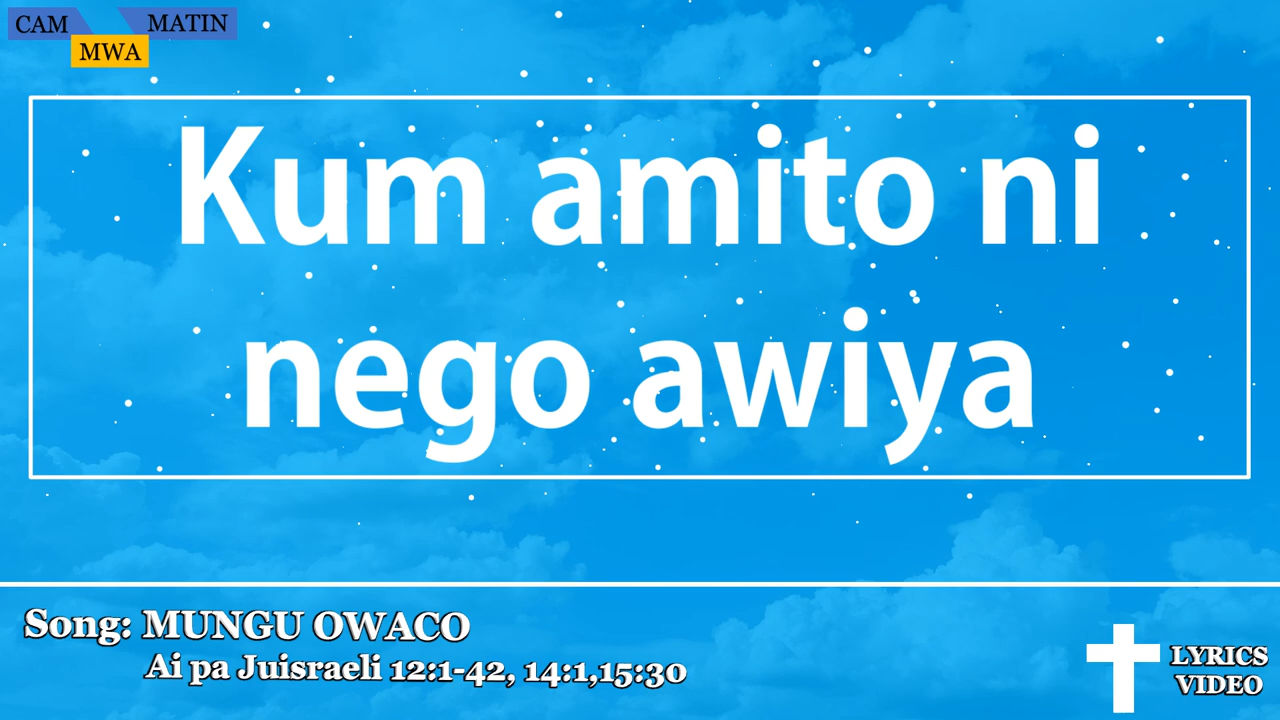 CAM MATIN
MWA
Kum amito ni
nego awiya
Song: MUNGU OWACO
Ai pa Juisraeli 12:1-42, 14:1,15:30
LYRICS
VIDEO